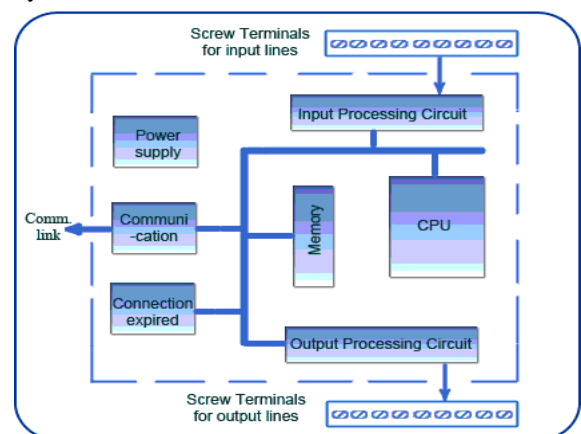 Screw Terminals
for input lines
Input Processing Circuit
Power
supply
Comm.
link
Communi
-cation
Memory
CPU
Connection
expired
Output Processing Circuit
Screw Terminals
for output lines